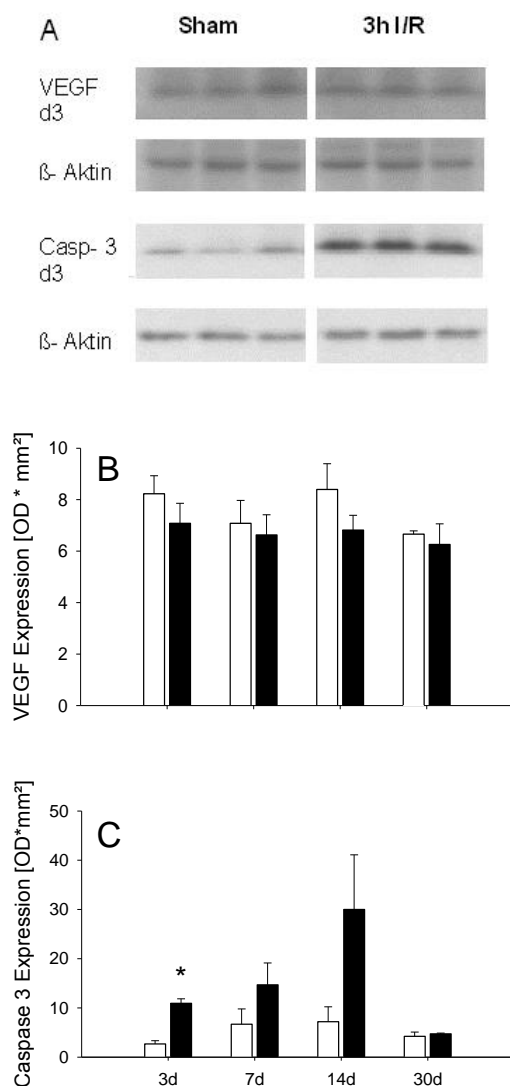 A
Sham 3h I/R
VEGF
d3
ß- Aktin
Casp- 3
d3
ß- Aktin
B
VEGF Expression [OD * mm²]
10
8
6
4
2
0
C
Caspase 3 Expression [OD*mm²]
50
40
30
20
10
0
*
3d 7d 14d 30d